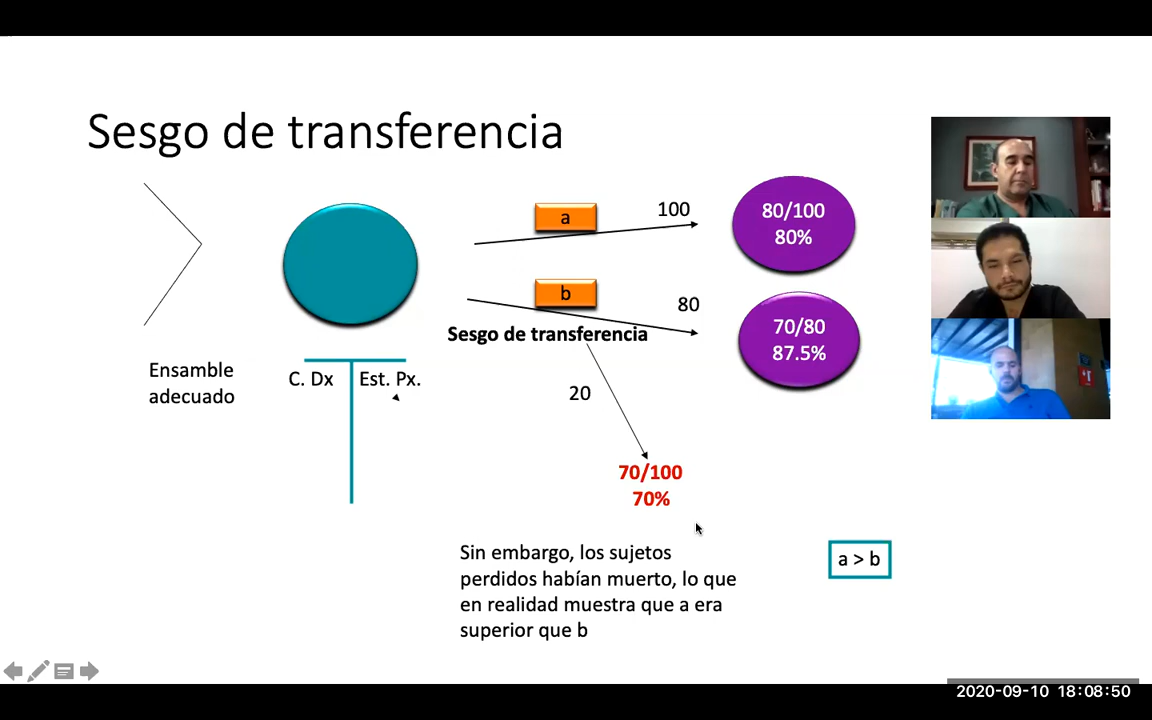 Sesgo de transferencia
a
100
80/100
80%
b
80
70/80
87.5%
Sesgo de transferencia
Ensamble
adecuado
C. Dx
Est. Px.
20
70/100
70%
Sin embargo, los sujetos
perdidos habían muerto, lo que
en realidad muestra que a era
superior que b
a > b
2020-09-10 18:08:50